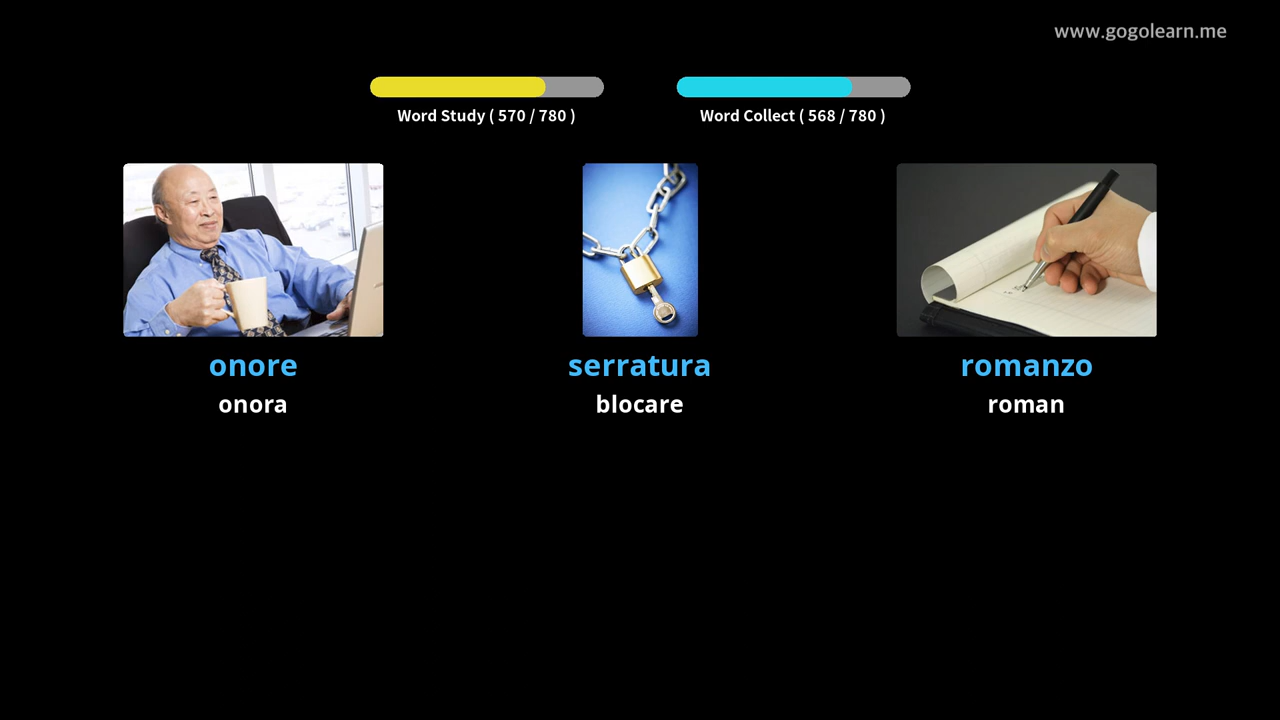 www.gogolearn.me
Word Study ( 570 / 780 )
Word Collect ( 568 / 780 )
onore
onora
serratura
blocare
romanzo
roman